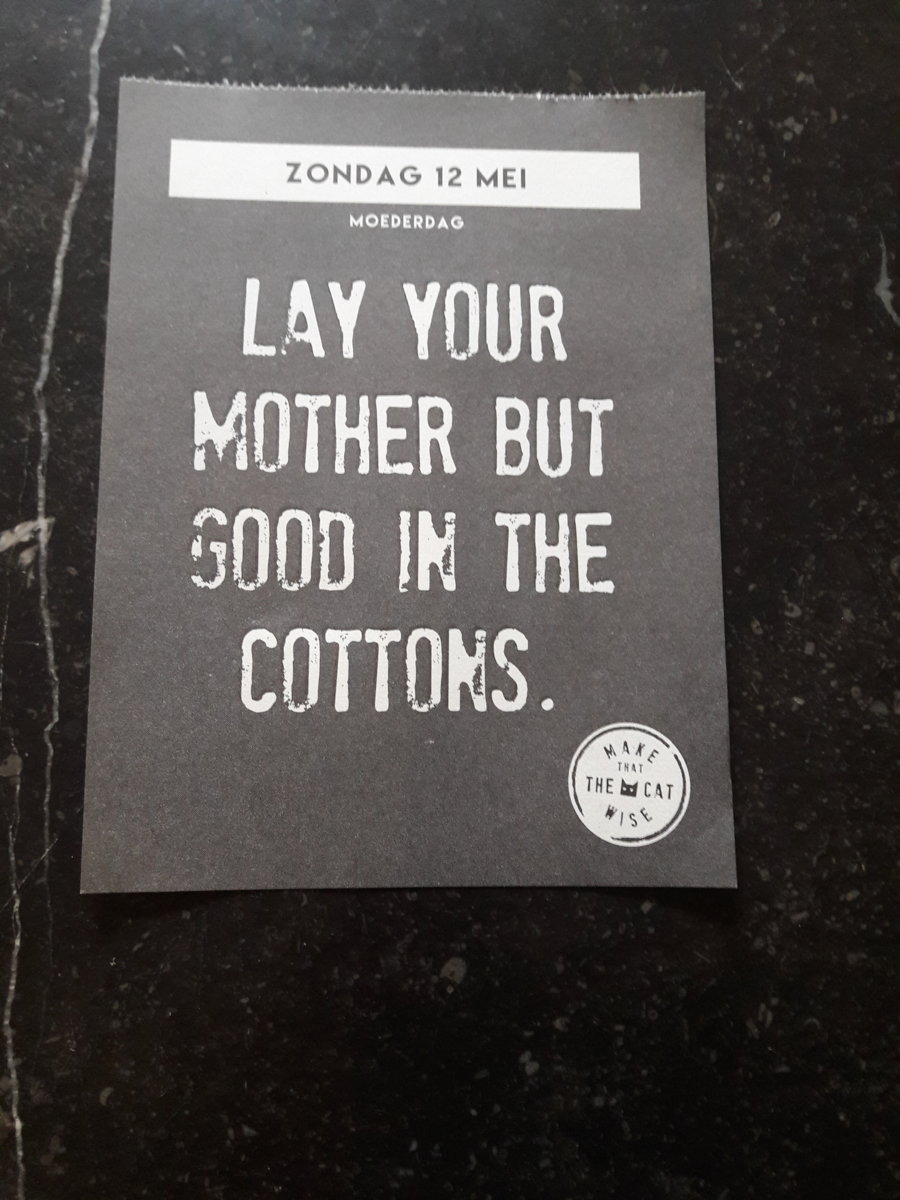 ZONDAG 12 MEI
MOEDERDAG
LAY YOUR
MOTHER BUT
GOOD IN THE
COTTONS.
MAKE
THAT
THE CAT
WISE